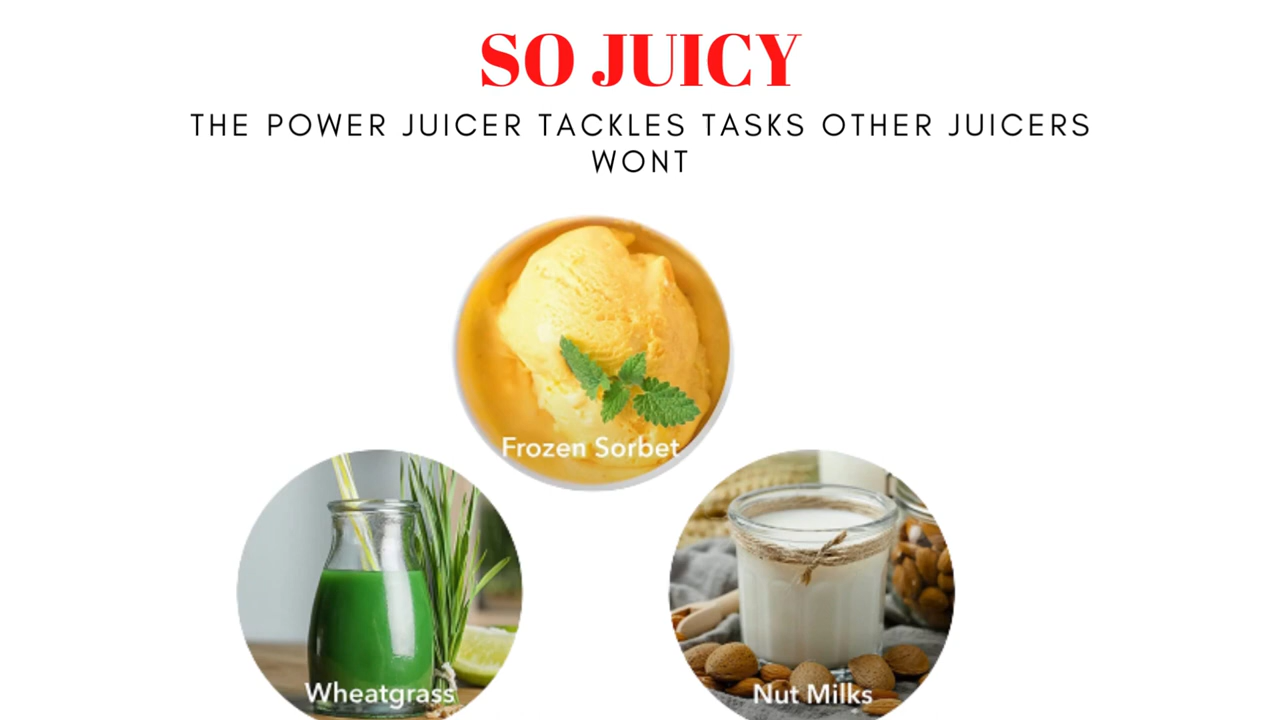 SO JUICY
THE POWER JUICER TACKLES TASKS OTHER JUICERS
WONT
Frozen Sorbet
Wheatgrass
Nut Milks